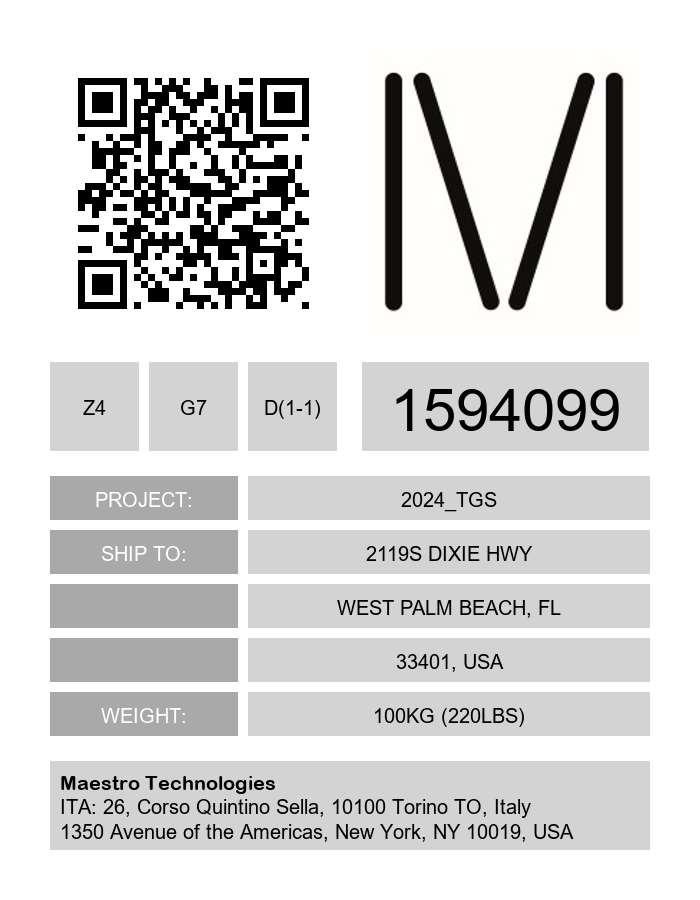 M
Z4
G7
D(1-1)
1594099
PROJECT: 2024_TGS
SHIP TO: 2119S DIXIE HWY
WEST PALM BEACH, FL
33401, USA
WEIGHT: 100KG (220LBS)
Maestro Technologies
ITA: 26, Corso Quintino Sella, 10100 Torino TO, Italy
1350 Avenue of the Americas, New York, NY 10019, USA